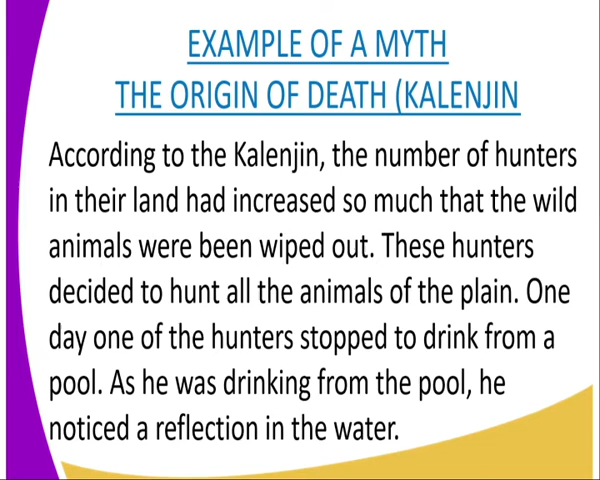 EXAMPLE OF A MYTH
THE ORIGIN OF DEATH (KALENJIN
According to the Kalenjin, the number of hunters
in their land had increased so much that the wild
animals were been wiped out. These hunters
decided to hunt all the animals of the plain. One
day one of the hunters stopped to drink from a
pool. As he was drinking from the pool, he
noticed a reflection in the water.